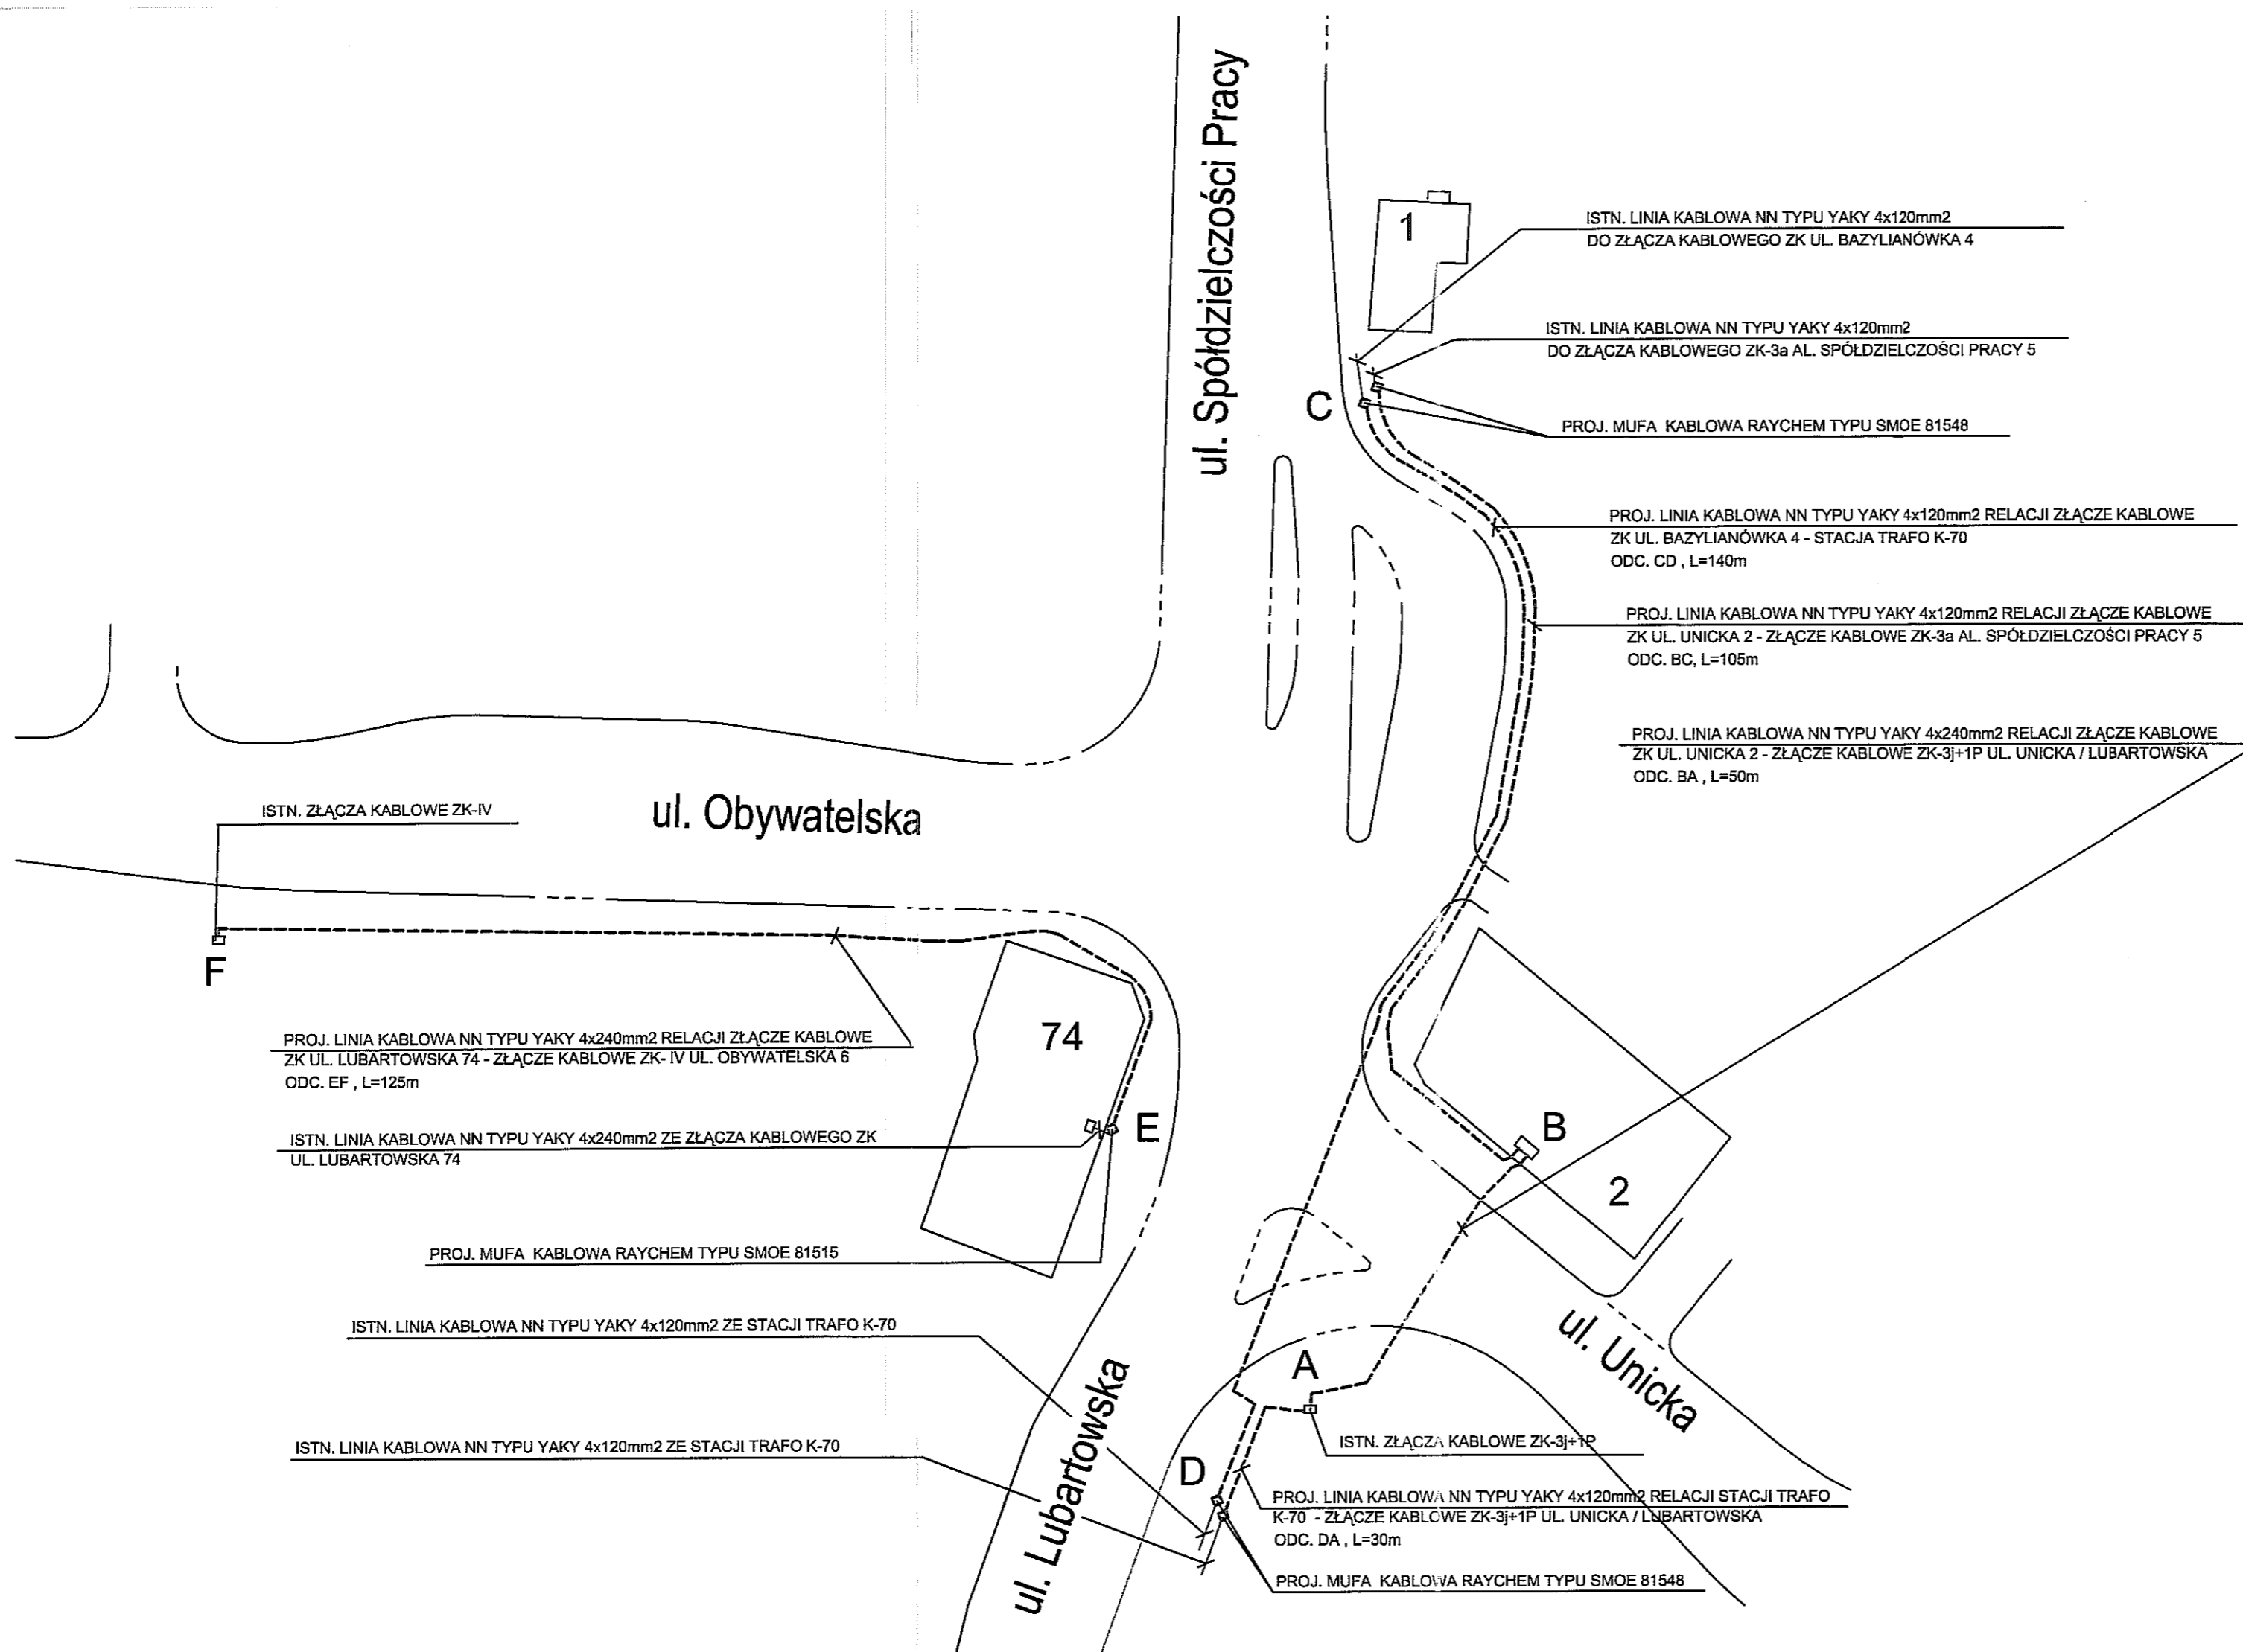 ul. Spółdzielczości Pracy
1
ISTN. LINIA KABLOWA NN TYPU YAKY 4x120mm2
DO ZŁĄCZA KABLOWEGO ZK UL. BAZYLIANÓWKA 4
ISTN. LINIA KABLOWA NN TYPU YAKY 4x120mm2
DO ZŁĄCZA KABLOWEGO ZK-3a AL. SPÓŁDZIELCZOŚCI PRACY 5
C
PROJ. MUFA KABLOWA RAYCHEM TYPU SMOE 81548
PROJ. LINIA KABLOWA NN TYPU YAKY 4x120mm2 RELACJI ZŁĄCZE KABLOWE
ZK UL. BAZYLIANÓWKA 4 - STACJA TRAFO K-70
ODC. CD , L=140m
PROJ. LINIA KABLOWA NN TYPU YAKY 4x120mm2 RELACJI ZŁĄCZE KABLOWE
ZK UL. UNICKA 2 - ZŁĄCZE KABLOWE ZK-3a AL. SPÓŁDZIELCZOŚCI PRACY 5
ODC. BC, L=105m
PROJ. LINIA KABLOWA NN TYPU YAKY 4x240mm2 RELACJI ZŁĄCZE KABLOWE
ZK UL. UNICKA 2 - ZŁĄCZE KABLOWE ZK-3j+1P UL. UNICKA / LUBARTOWSKA
ODC. BA , L=50m
ISTN. ZŁĄCZA KABLOWE ZK-IV
ul. Obywatelska
F
74
PROJ. LINIA KABLOWA NN TYPU YAKY 4x240mm2 RELACJI ZŁĄCZE KABLOWE
ZK UL. LUBARTOWSKA 74 - ZŁĄCZE KABLOWE ZK- IV UL. OBYWATELSKA 6
ODC. EF , L=125m
E
B
ISTN. LINIA KABLOWA NN TYPU YAKY 4x240mm2 ZE ZŁĄCZA KABLOWEGO ZK
UL. LUBARTOWSKA 74
2
PROJ. MUFA KABLOWA RAYCHEM TYPU SMOE 81515
ISTN. LINIA KABLOWA NN TYPU YAKY 4x120mm2 ZE STACJI TRAFO K-70
ul. Unicka
A
ul. Lubartowska
ISTN. LINIA KABLOWA NN TYPU YAKY 4x120mm2 ZE STACJI TRAFO K-70
ISTN. ZŁĄCZA KABLOWE ZK-3j+1P
D
PROJ. LINIA KABLOWA NN TYPU YAKY 4x120mm2 RELACJI STACJI TRAFO
K-70 - ZŁĄCZE KABLOWE ZK-3j+1P UL. UNICKA / LUBARTOWSKA
ODC. DA , L=30m
PROJ. MUFA KABLOWA RAYCHEM TYPU SMOE 81548